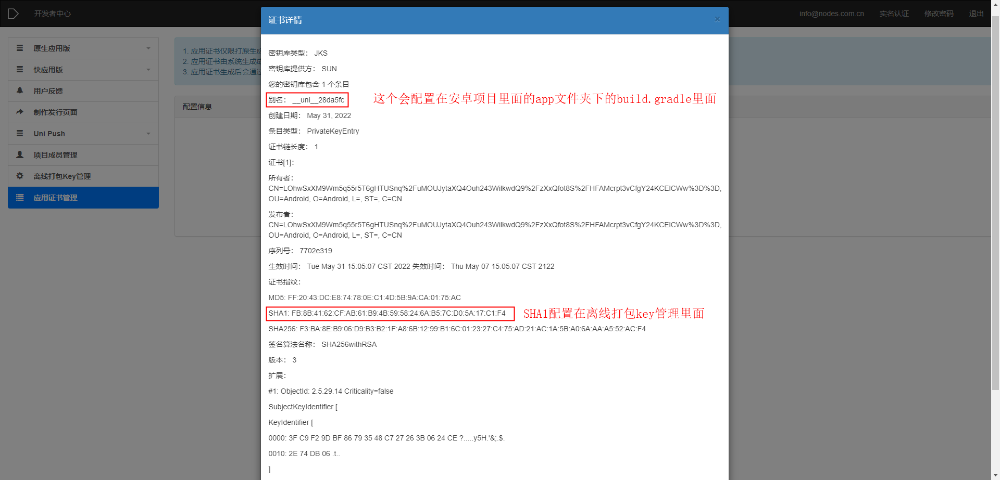 开发者中心
info@nodes.com.cn
实名认证
修改密码
退出
原生应用版
快应用版
用户反馈
制作发行页面
Uni Push
项目成员管理
离线打包Key管理
应用证书管理
1. 应用证书仅限打原生应
2. 应用证书由系统生成成
3. 应用证书生成后会通过
配置信息
证书详情
×
密钥库类型： JKS
密钥库提供方： SUN
您的密钥库包含 1 个条目
别名： __uni__28da5fc
这个会配置在安卓项目里面的app文件夹下的build.gradle里面
创建日期： May 31, 2022
条目类型： PrivateKeyEntry
证书链长度： 1
证书[1]：
所有者：
CN=LOhwSxXM9Wm5q55r5T6gHTUSnq%2FuMOUJytaXQ4Ouh243WilkwdQ9%2FzXxQfot8S%2FHFAMcrpt3vCfgY24KCEICWw%3D%3D,
OU=Android, O=Android, L=, ST=, C=CN
发布者：
CN=LOhwSxXM9Wm5q55r5T6gHTUSnq%2FuMOUJytaXQ4Ouh243WilkwdQ9%2FzXxQfot8S%2FHFAMcrpt3vCfgY24KCEICWw%3D%3D,
OU=Android, O=Android, L=, ST=, C=CN
序列号： 7702e319
生效时间： Tue May 31 15:05:07 CST 2022 失效时间： Thu May 07 15:05:07 CST 2122
证书指纹：
MD5: FF:20:43:DC:E8:74:78:0E:C1:4D:5B:9A:CA:01:75:AC
SHA1: FB:8B:41:62:CF:AB:61:B9:4B:59:58:24:6A:B5:7C:D0:5A:17:C1:F4
SHA1配置在离线打包key管理里面
SHA256: F3:BA:8E:B9:06:D9:B3:B2:1F:A8:6B:12:99:B1:6C:01:23:27:C4:75:AD:21:AC:1A:5B:A0:6A:AA:A5:52:AC:F4
签名算法名称： SHA256withRSA
版本： 3
扩展：
#1: ObjectId: 2.5.29.14 Criticality=false
SubjectKeyIdentifier [
KeyIdentifier [
0000: 3F C9 F2 9D BF 86 79 35 48 C7 27 26 3B 06 24 CE ?.....y5H.'&;.$.
0010: 2E 74 DB 06 .t..
]